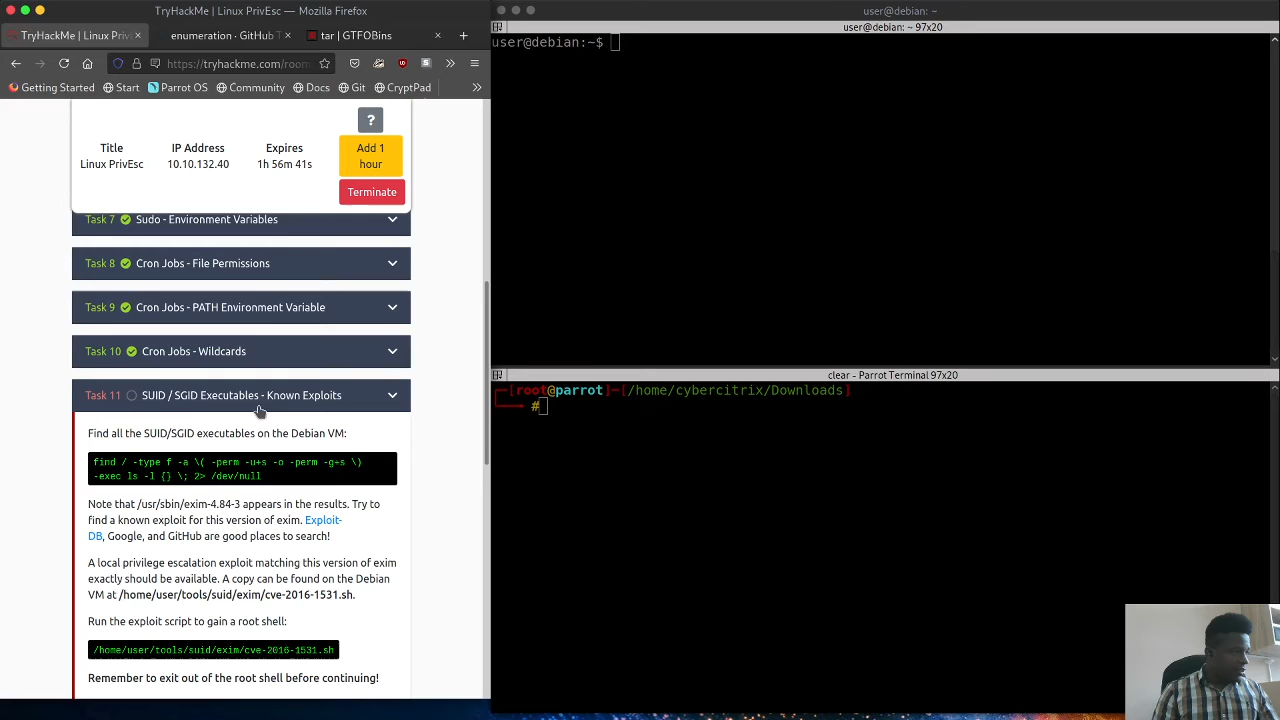 TryHackMe | Linux PrivEsc — Mozilla Firefox
TryHackMe | Linux Privl
enumeration · GitHub T
tar | GTFOBins
https://tryhackme.com/room
Getting Started
Start
Parrot OS
Community
Docs
Git
CryptPad
?
Title
IP Address
Expires
Add 1
hour
Linux PrivEsc
10.10.132.40
1h 56m 41s
Terminate
Task 7 Sudo - Environment Variables
Task 8 Cron Jobs - File Permissions
Task 9 Cron Jobs - PATH Environment Variable
Task 10 Cron Jobs - Wildcards
Task 11 SUID / SGID Executables - Known Exploits
Find all the SUID/SGID executables on the Debian VM:
find / -type f -a \( -perm -u+s -o -perm -g+s \)
-exec ls -l {} \; 2> /dev/null
Note that /usr/sbin/exim-4.84-3 appears in the results. Try to
find a known exploit for this version of exim. Exploit-
DB, Google, and GitHub are good places to search!
A local privilege escalation exploit matching this version of exim
exactly should be available. A copy can be found on the Debian
VM at /home/user/tools/suid/exim/cve-2016-1531.sh.
Run the exploit script to gain a root shell:
/home/user/tools/suid/exim/cve-2016-1531.sh
Remember to exit out of the root shell before continuing!
user@debian: ~
user@debian: ~ 97x20
user@debian:~$
clear - Parrot Terminal 97x20
[root@parrot]-[/home/cybercitrix/Downloads]
#